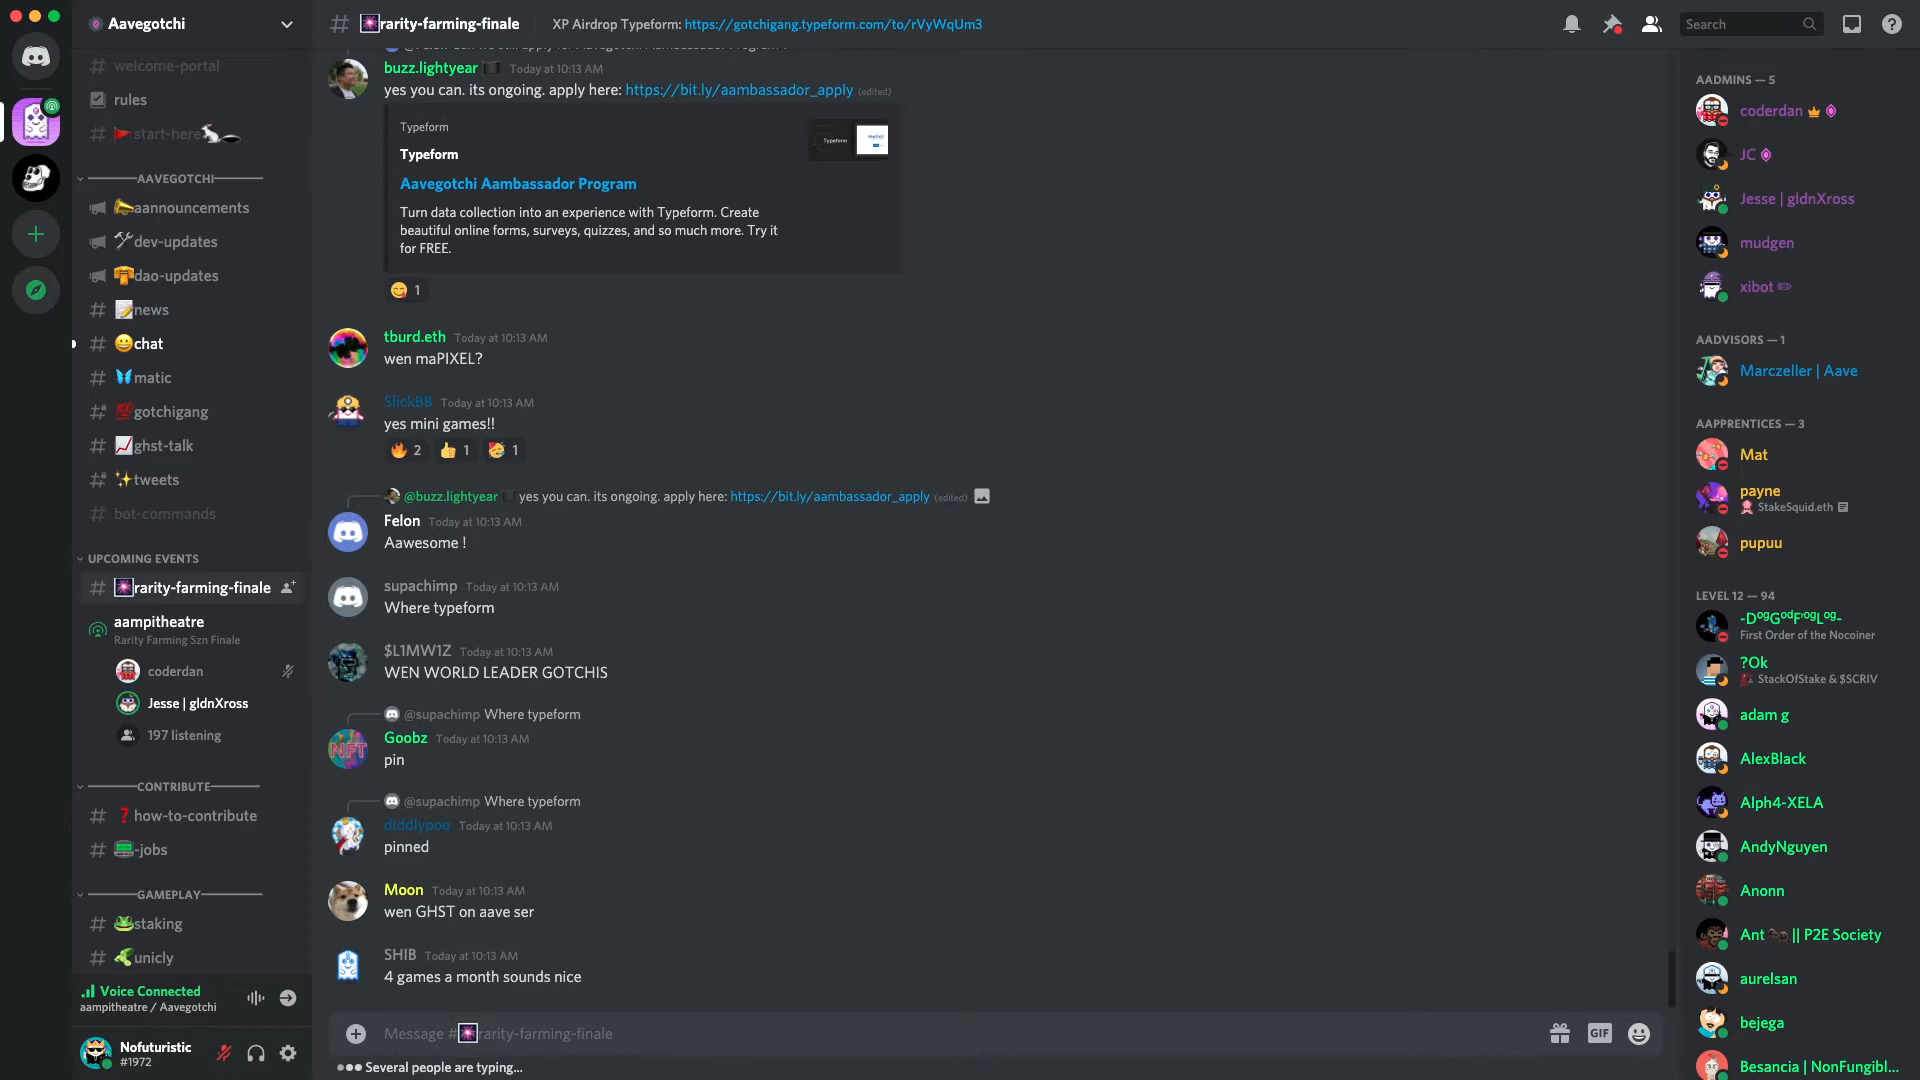 Aavegotchi
welcome-portal
rules
start-here
AAVEGOTCHI
aannouncements
dev-updates
dao-updates
news
chat
matic
gotchigang
ghst-talk
tweets
bot-commands
UPCOMING EVENTS
rarity-farming-finale
aampitheatre
Rarity Farming Szn Finale
coderdan
Jesse | gldnXross
197 listening
CONTRIBUTE
how-to-contribute
-jobs
GAMEPLAY
staking
unicly
Voice Connected
aampitheatre / Aavegotchi
Nofuturistic
#1972
rarity-farming-finale
XP Airdrop Typeform: https://gotchigang.typeform.com/to/rVyWqUm3
Search
buzz.lightyear Today at 10:13 AM
yes you can. its ongoing. apply here: https://bit.ly/aambassador_apply (edited)
Typeform
Typeform
Aavegotchi Aambassador Program
Turn data collection into an experience with Typeform. Create
beautiful online forms, surveys, quizzes, and so much more. Try it
for FREE.
Typeform
Hello!
1
tburd.eth Today at 10:13 AM
wen maPIXEL?
SlickBB Today at 10:13 AM
yes mini games!!
2 1 1
@buzz.lightyear yes you can. its ongoing. apply here: https://bit.ly/aambassador_apply (edited)
Felon Today at 10:13 AM
Aawesome !
supachimp Today at 10:13 AM
Where typeform
$L1MW1Z Today at 10:13 AM
WEN WORLD LEADER GOTCHIS
@supachimp Where typeform
Goobz Today at 10:13 AM
pin
NFT
@supachimp Where typeform
diddlypoo Today at 10:13 AM
pinned
Moon Today at 10:13 AM
wen GHST on aave ser
SHIB Today at 10:13 AM
4 games a month sounds nice
Message # rarity-farming-finale
GIF
Several people are typing...
AADMINS — 5
coderdan
JC
Jesse | gldnXross
mudgen
xibot
AADVISORS — 1
Marczeller | Aave
AAPRENTICES — 3
Mat
payne
StakeSquid.eth
pupuu
LEVEL 12 — 94
-DᵒᵍGᵒᵈFʳᵒᵍLᵒᵍ-
First Order of the Nocoiner
?Ok
StackOfStake & $SCRIV
adam g
AlexBlack
Alph4-XELA
AndyNguyen
Anonn
Ant || P2E Society
aurelsan
bejega
Besancia | NonFungibl...